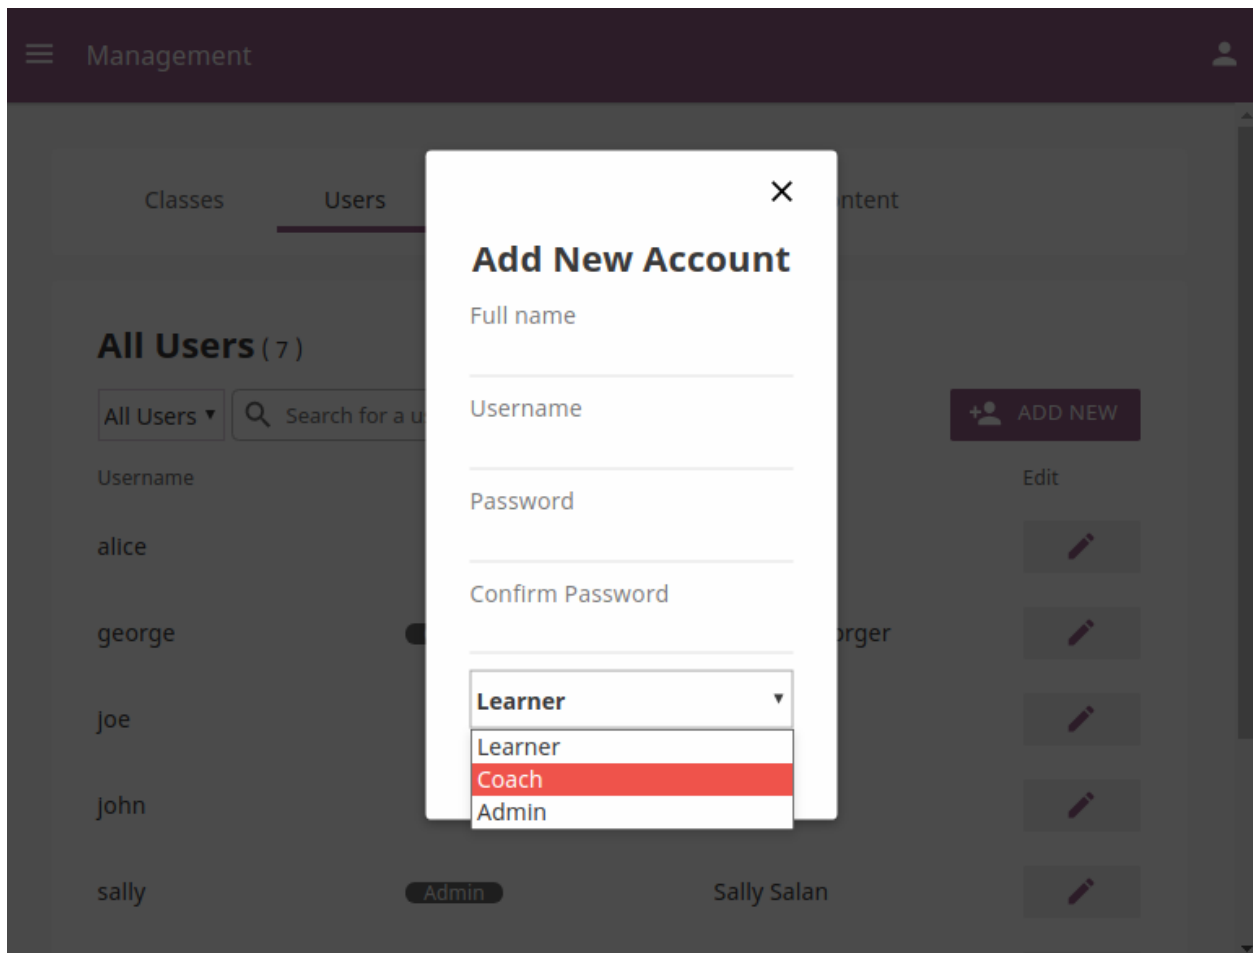 Management
Classes
Users
ntent
Add New Account
Full name
All Users ( 7 )
Username
All Users
Search for a u
ADD NEW
Username
Edit
Password
alice
Confirm Password
george
orger
Learner
joe
Learner
Coach
Admin
john
sally
Admin
Sally Salan